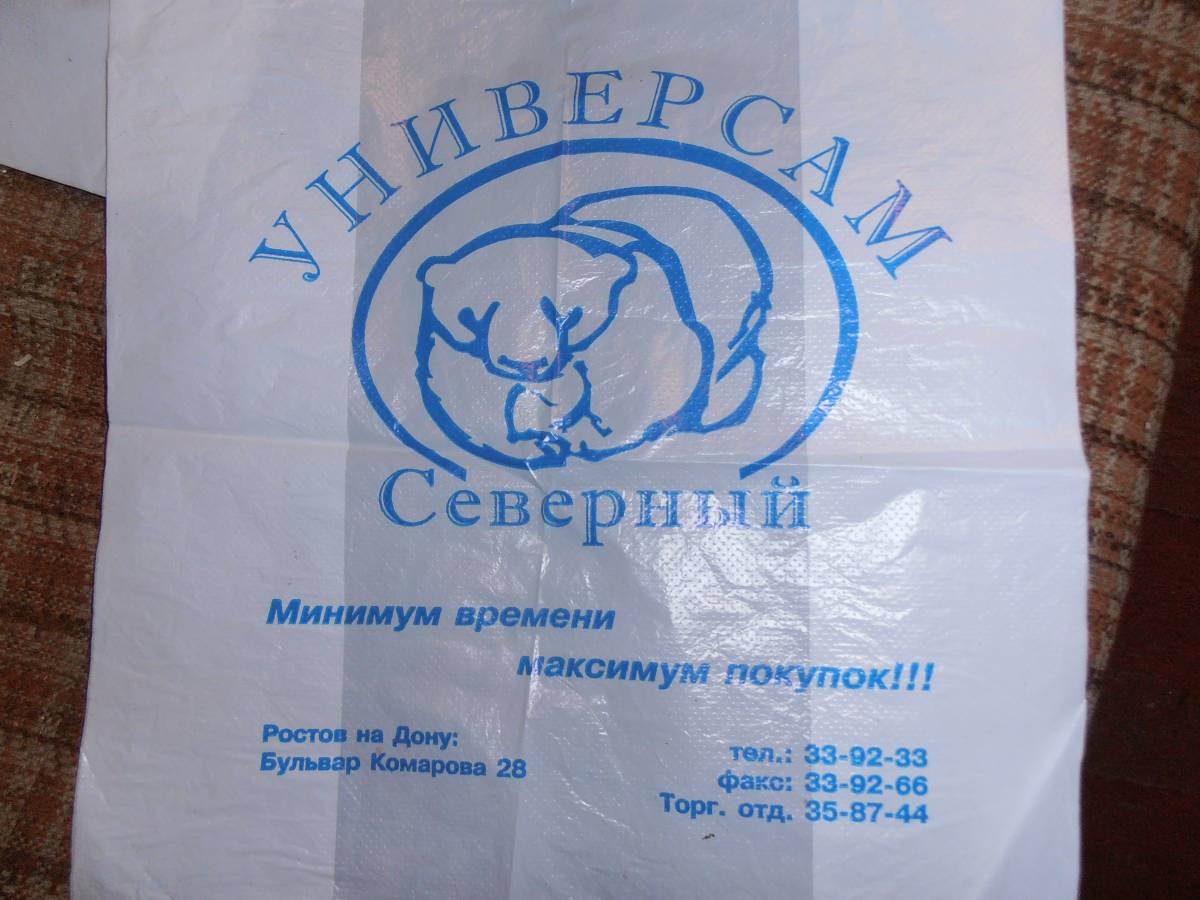 УНИВЕРСАМ
Северный
Минимум времени
максимум покупок!!!
Ростов на Дону:
Бульвар Комарова 28
тел.: 33-92-33
факс: 33-92-66
Торг. отд. 35-87-44